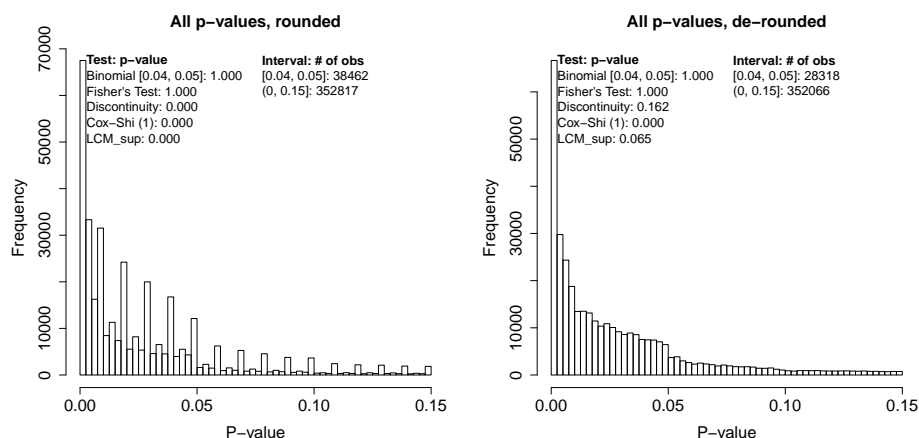 All p−values, rounded
Test: p−value
Interval: # of obs
Binomial [0.04, 0.05]: 1.000
[0.04, 0.05]: 38462
Fisher's Test: 1.000
(0, 0.15]: 352817
Discontinuity: 0.000
Cox−Shi (1): 0.000
LCM_sup: 0.000
Frequency
70000
50000
30000
10000
0
0.00
0.05
0.10
0.15
P−value
All p−values, de−rounded
Test: p−value
Interval: # of obs
Binomial [0.04, 0.05]: 1.000
[0.04, 0.05]: 28318
Fisher's Test: 1.000
(0, 0.15]: 352066
Discontinuity: 0.162
Cox−Shi (1): 0.000
LCM_sup: 0.065
Frequency
50000
30000
10000
0
0.00
0.05
0.10
0.15
P−value